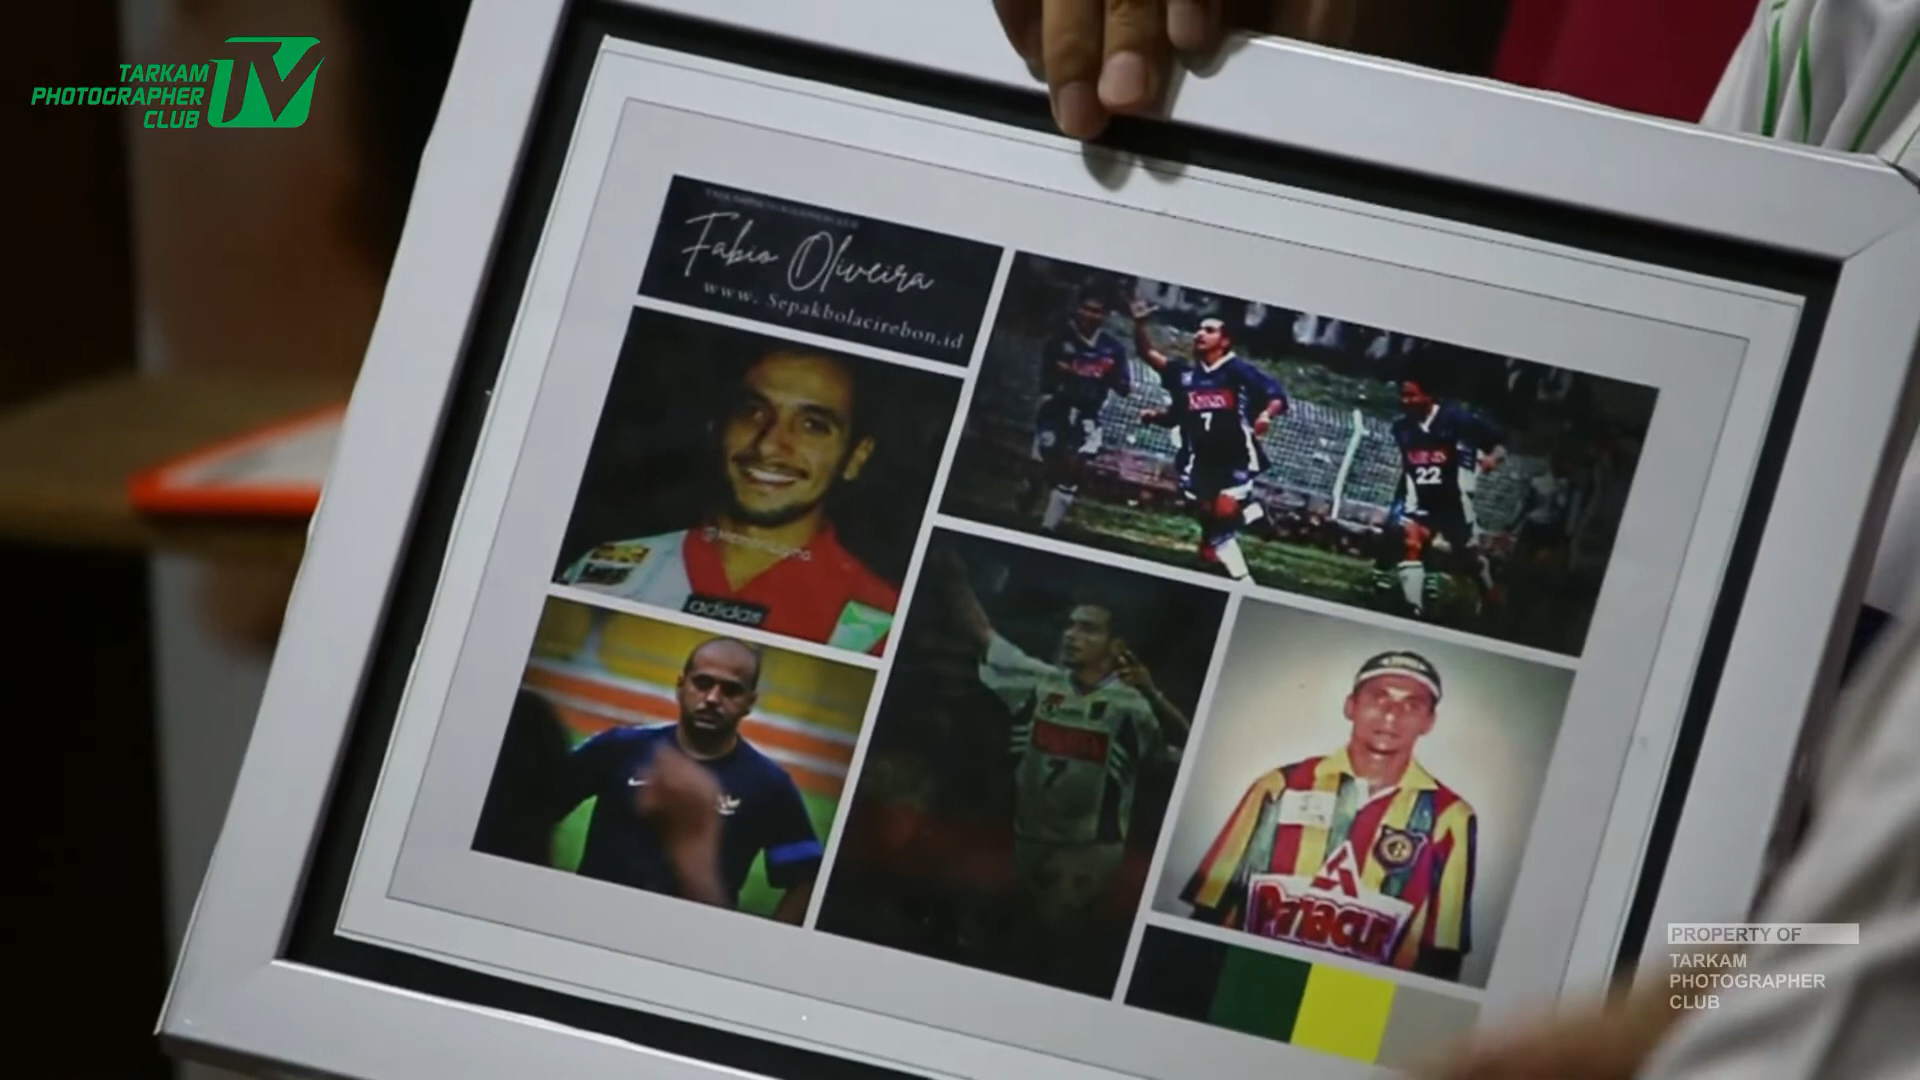 TARKAM
PHOTOGRAPHER
CLUB
TV
Fabio Oliveira
www. Sepakbolacirebon.id
7
22
adidas
7
PROPERTY OF
TARKAM
PHOTOGRAPHER
CLUB